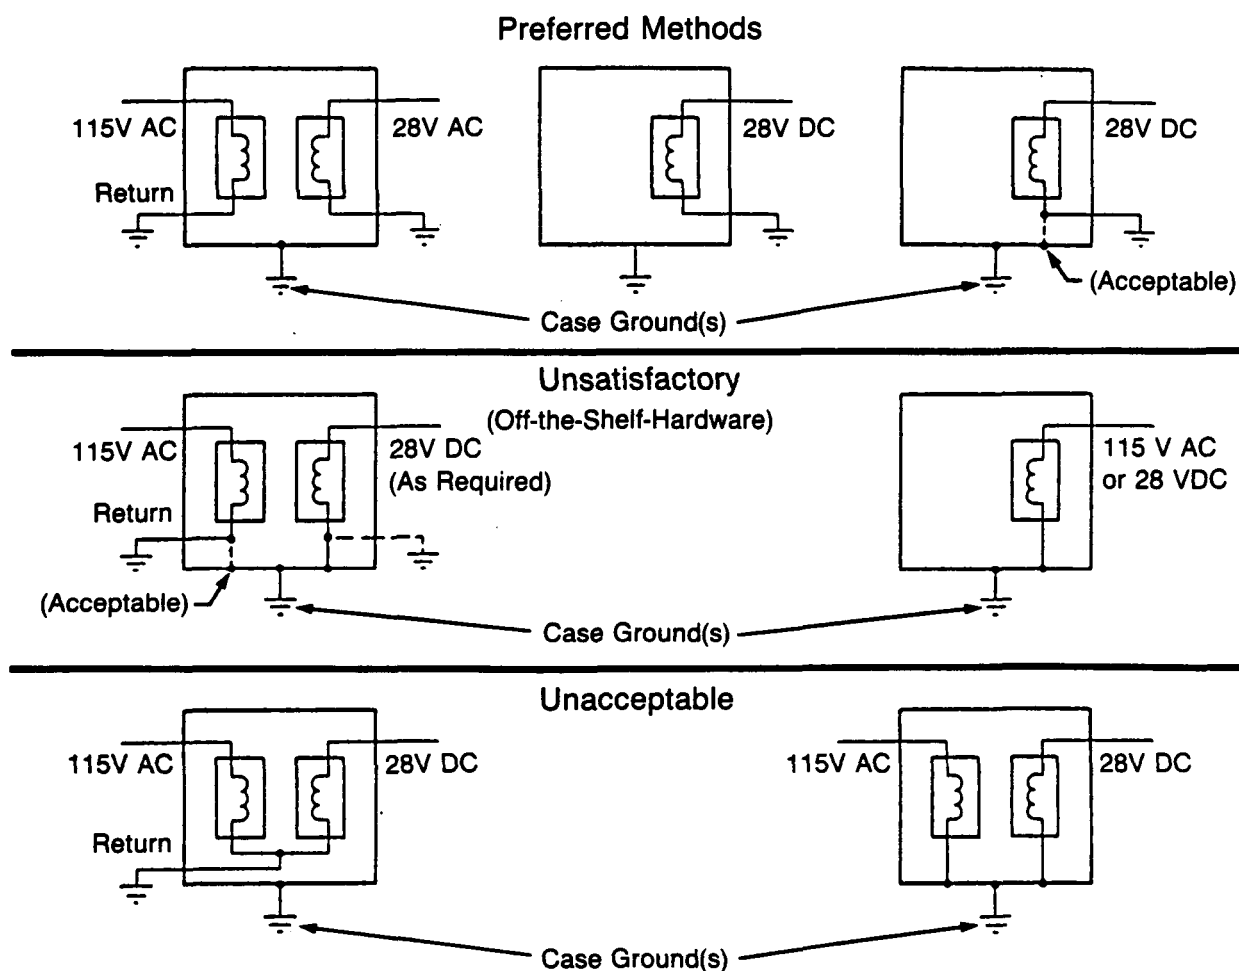 Preferred Methods
115V AC
28V AC
28V DC
28V DC
Return
(Acceptable)
Case Ground(s)
Unsatisfactory
(Off-the-Shelf-Hardware)
115V AC
28V DC
(As Required)
115 V AC
or 28 VDC
Return
(Acceptable)
Case Ground(s)
Unacceptable
115V AC
28V DC
115V AC
28V DC
Return
Case Ground(s)